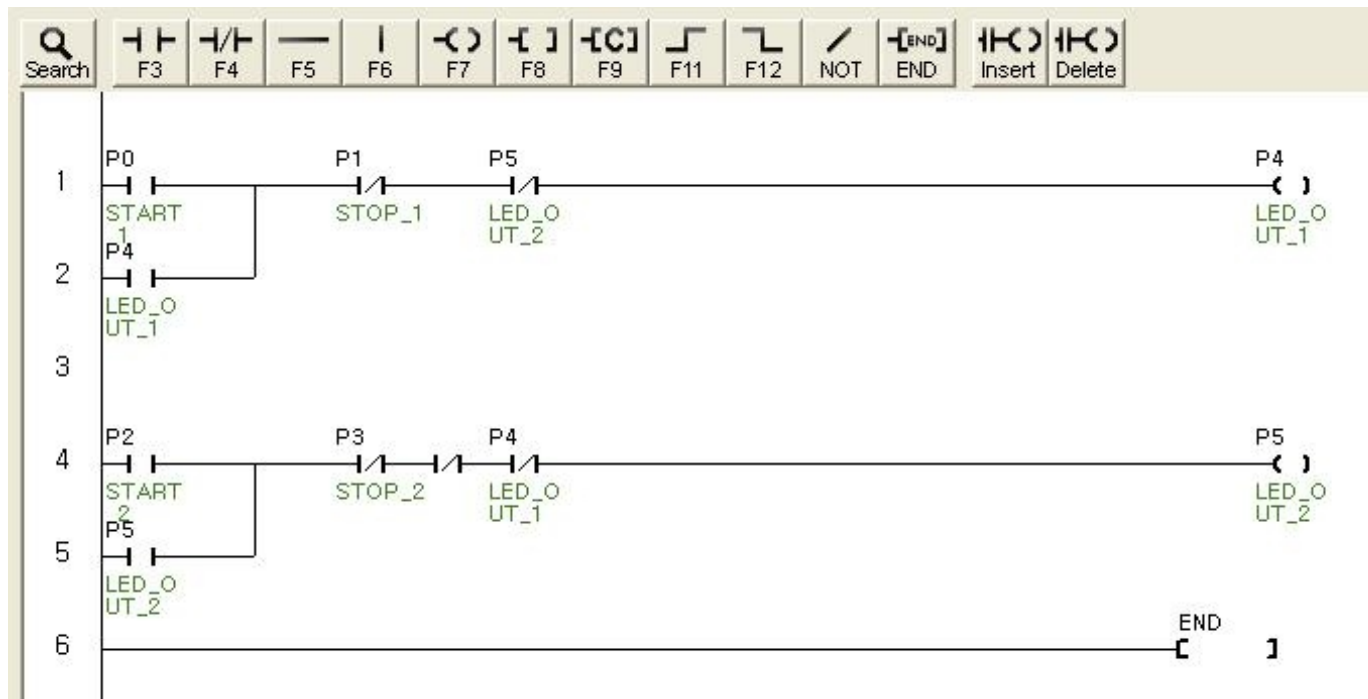 Search F3 F4 F5 F6 F7 F8 F9 F11 F12 NOT END Insert Delete
P0 P1 P5 P4
1
START STOP_1 LED_O LED_O
_1 UT_2 UT_1
P4
2
LED_O
UT_1
3
P2 P3 P4 P5
4
START STOP_2 LED_O LED_O
_2 UT_1 UT_2
P5
5
LED_O
UT_2
END
6